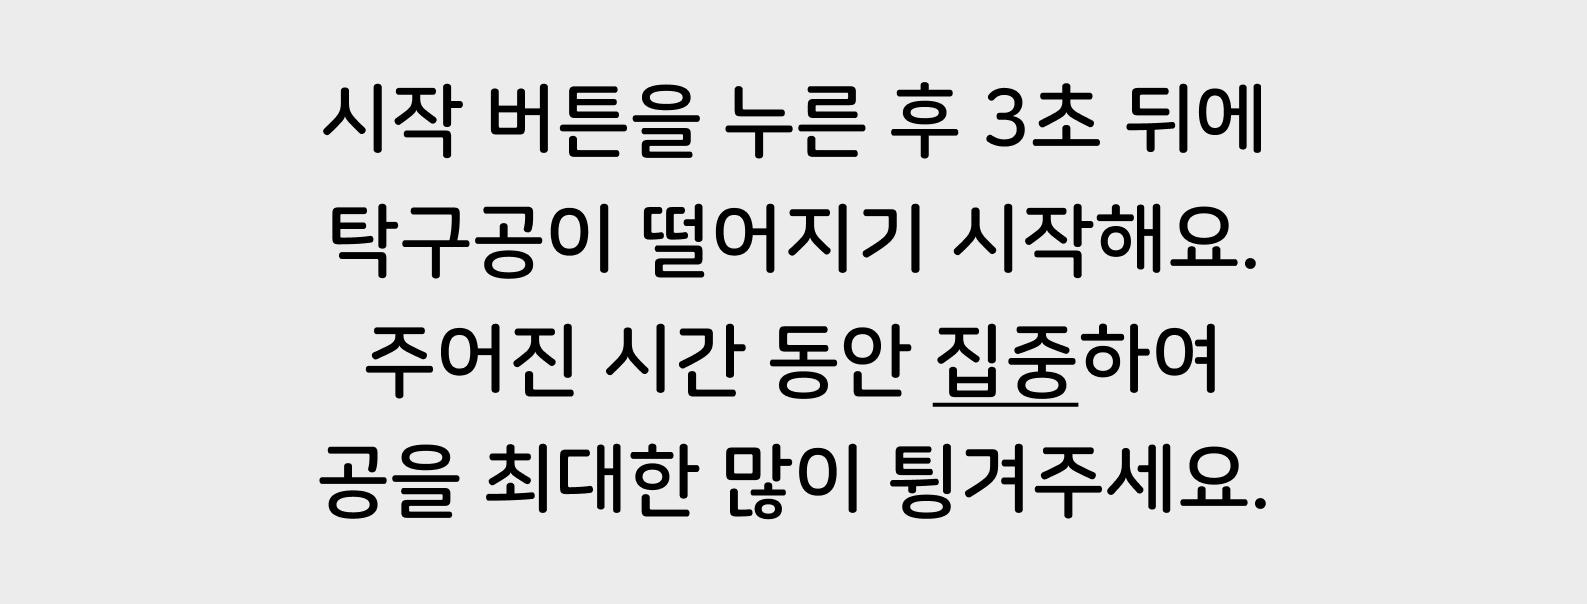 시작 버튼을 누른 후 3초 뒤에
탁구공이 떨어지기 시작해요.
주어진 시간 동안 집중하여
공을 최대한 많이 튕겨주세요.